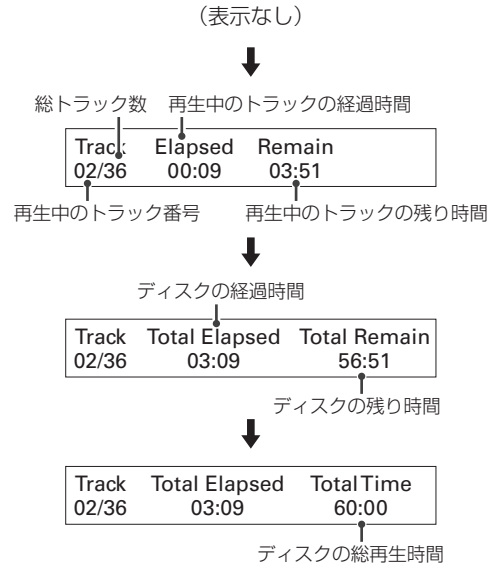 （表示なし）
総トラック数 再生中のトラックの経過時間
Track Elapsed Remain
02/36 00:09 03:51
再生中のトラック番号 再生中のトラックの残り時間
ディスクの経過時間
Track Total Elapsed Total Remain
02/36 03:09 56:51
ディスクの残り時間
Track Total Elapsed Total Time
02/36 03:09 60:00
ディスクの総再生時間